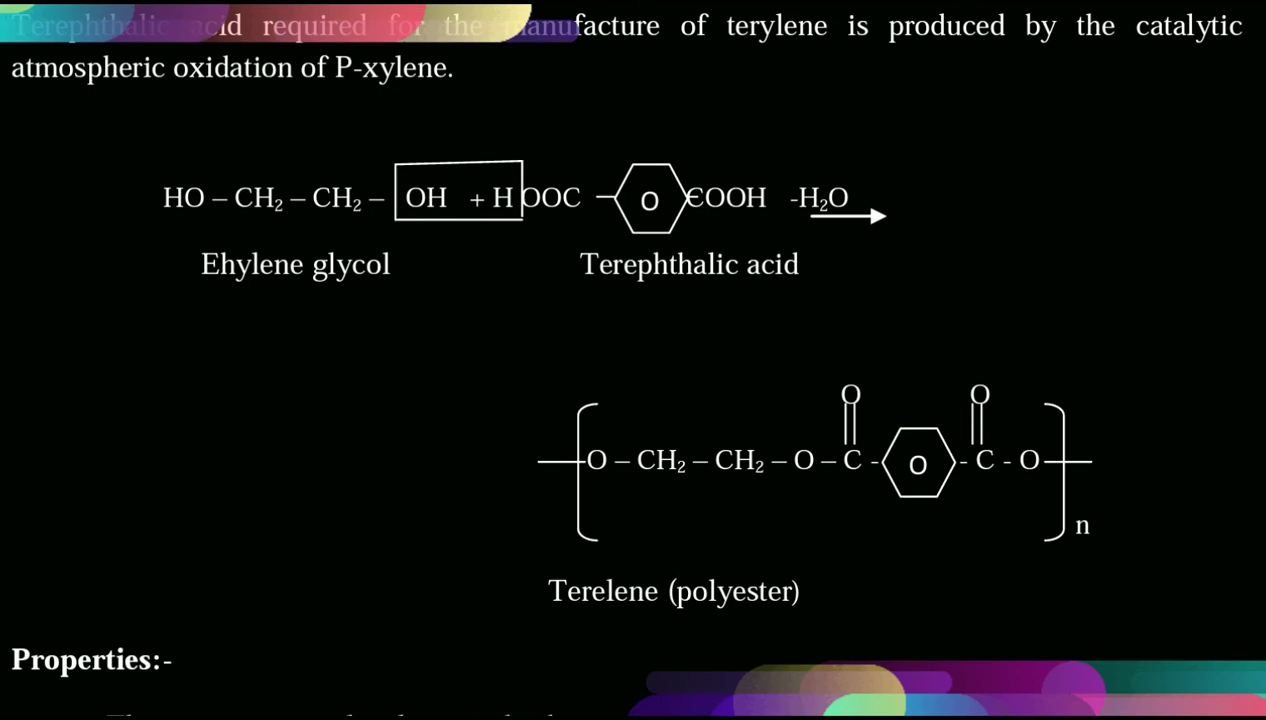 Terephthalic acid required for the manufacture of terylene is produced by the catalytic
atmospheric oxidation of P-xylene.
HO – CH₂ – CH₂ – OH + H OOC – O COOH -H₂O
Ehylene glycol Terephthalic acid
O O
O – CH₂ – CH₂ – O – C - O - C - O
n
Terelene (polyester)
Properties:-